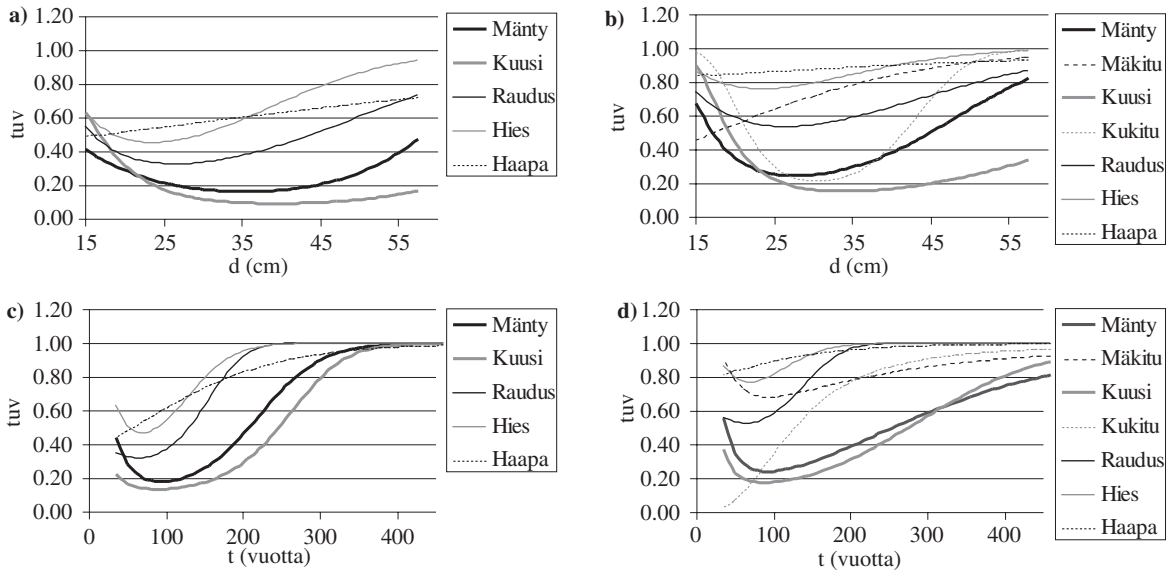 a)
1.20
1.00
0.80
0.60
0.40
0.20
0.00
tuv
15 25 35 45 55
d (cm)
Mänty
Kuusi
Raudus
Hies
Haapa
b)
1.20
1.00
0.80
0.60
0.40
0.20
0.00
tuv
15 25 35 45 55
d (cm)
Mänty
Mäkitu
Kuusi
Kukitu
Raudus
Hies
Haapa
c)
1.20
1.00
0.80
0.60
0.40
0.20
0.00
tuv
0 100 200 300 400
t (vuotta)
Mänty
Kuusi
Raudus
Hies
Haapa
d)
1.20
1.00
0.80
0.60
0.40
0.20
0.00
tuv
0 100 200 300 400
t (vuotta)
Mänty
Mäkitu
Kuusi
Kukitu
Raudus
Hies
Haapa